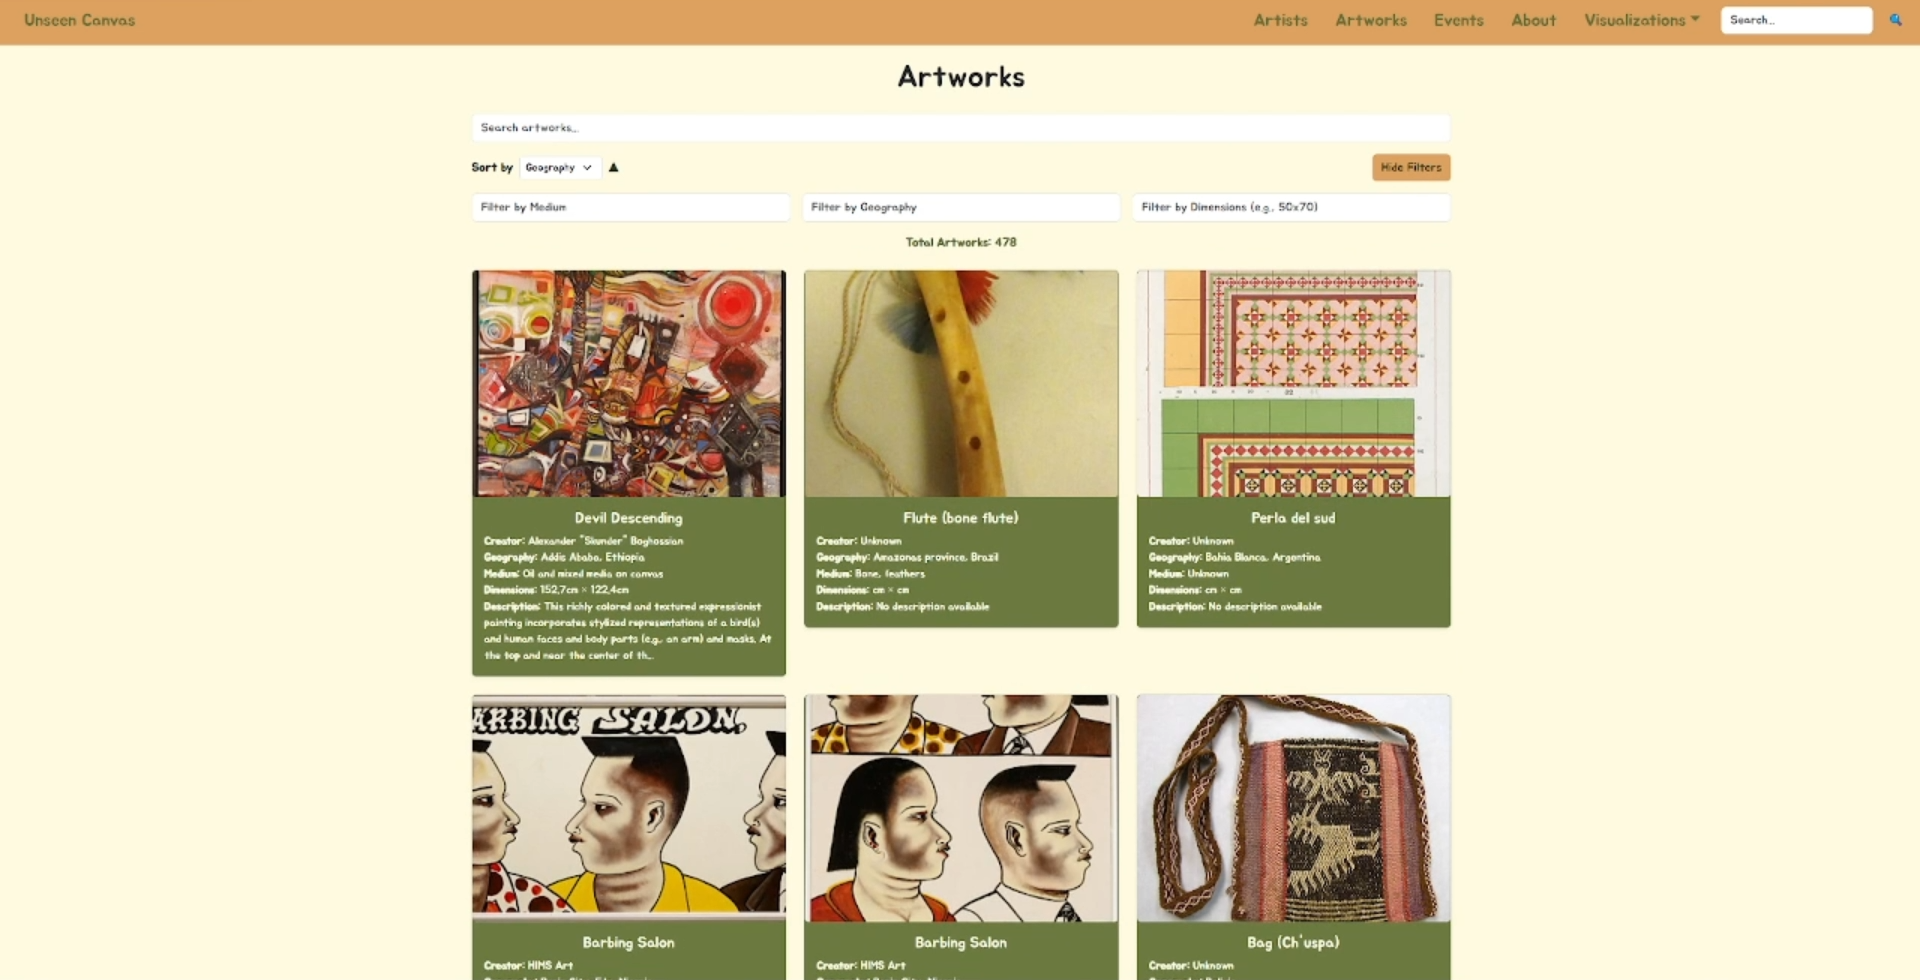 Unseen Canvas
Artists Artworks Events About Visualizations Search...
Artworks
Search artworks...
Sort by Geography ▲ Hide Filters
Filter by Medium Filter by Geography Filter by Dimensions (e.g., 50x70)
Total Artworks: 478
Devil Descending
Creator: Alexander "Skunder" Boghossian
Geography: Addis Ababa, Ethiopia
Medium: Oil and mixed media on canvas
Dimensions: 152,7cm × 122,4cm
Description: This richly colored and textured expressionist
painting incorporates stylized representations of a bird(s)
and human faces and body parts (e.g., an arm) and masks. At
the top and near the center of th...
Flute (bone flute)
Creator: Unknown
Geography: Amazonas province, Brazil
Medium: Bone, feathers
Dimensions: cm × cm
Description: No description available
Perla del sud
Creator: Unknown
Geography: Bahia Blanca, Argentina
Medium: Unknown
Dimensions: cm × cm
Description: No description available
ARBING SALON,
Barbing Salon
Creator: HIMS Art
Barbing Salon
Creator: HIMS Art
Bag (Ch'uspa)
Creator: Unknown